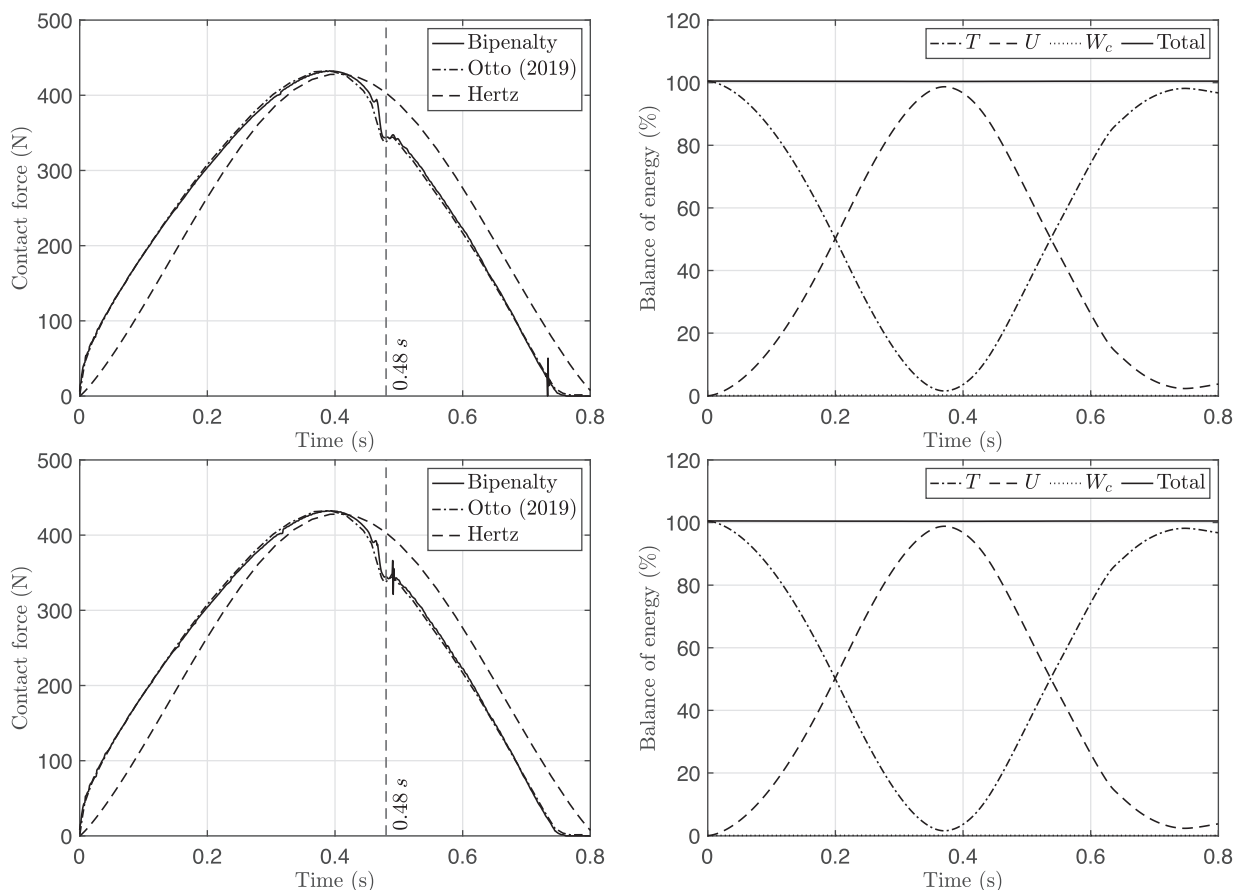 500
400
300
200
100
0
Contact force (N)
Bipenalty
Otto (2019)
Hertz
0.48 s
0 0.2 0.4 0.6 0.8
Time (s)
120
100
80
60
40
20
0
Balance of energy (%)
T U W_c Total
0 0.2 0.4 0.6 0.8
Time (s)
500
400
300
200
100
0
Contact force (N)
Bipenalty
Otto (2019)
Hertz
0.48 s
0 0.2 0.4 0.6 0.8
Time (s)
120
100
80
60
40
20
0
Balance of energy (%)
T U W_c Total
0 0.2 0.4 0.6 0.8
Time (s)